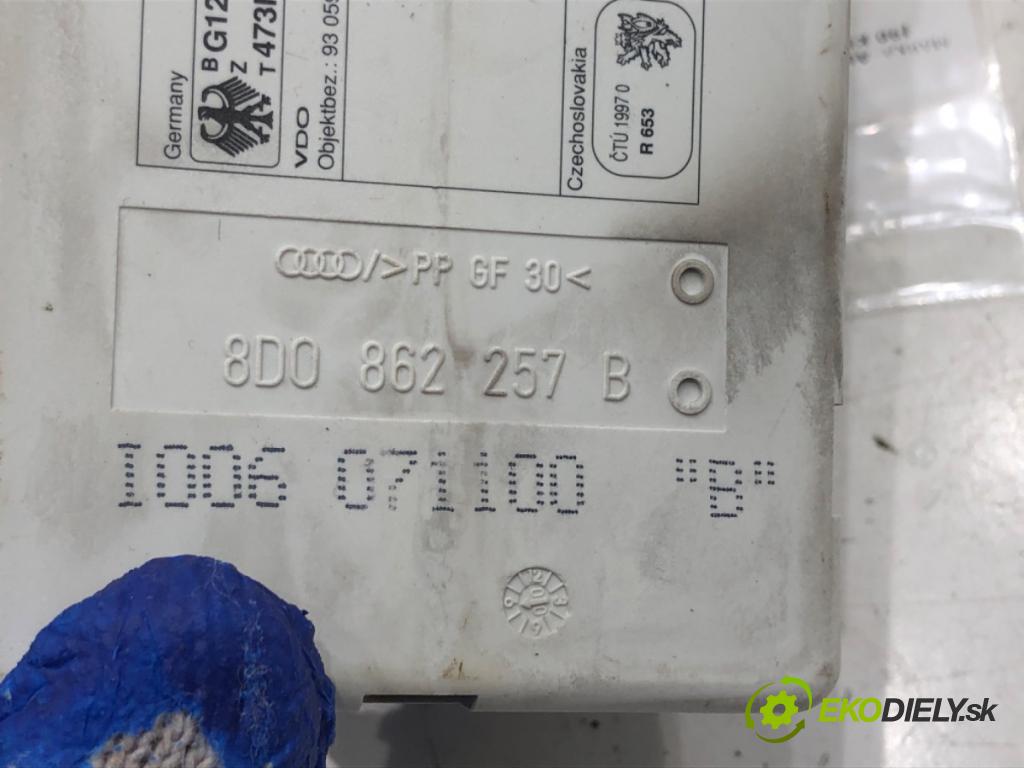 Germany
B G12
Z
T 473
VDO
Objektbez.: 93 059
Czechoslovakia
ČTÚ 1997 0
R 653
/>PP GF 30<
8D0 862 257 B
1006 071100 "B"
EKODIELY.sk